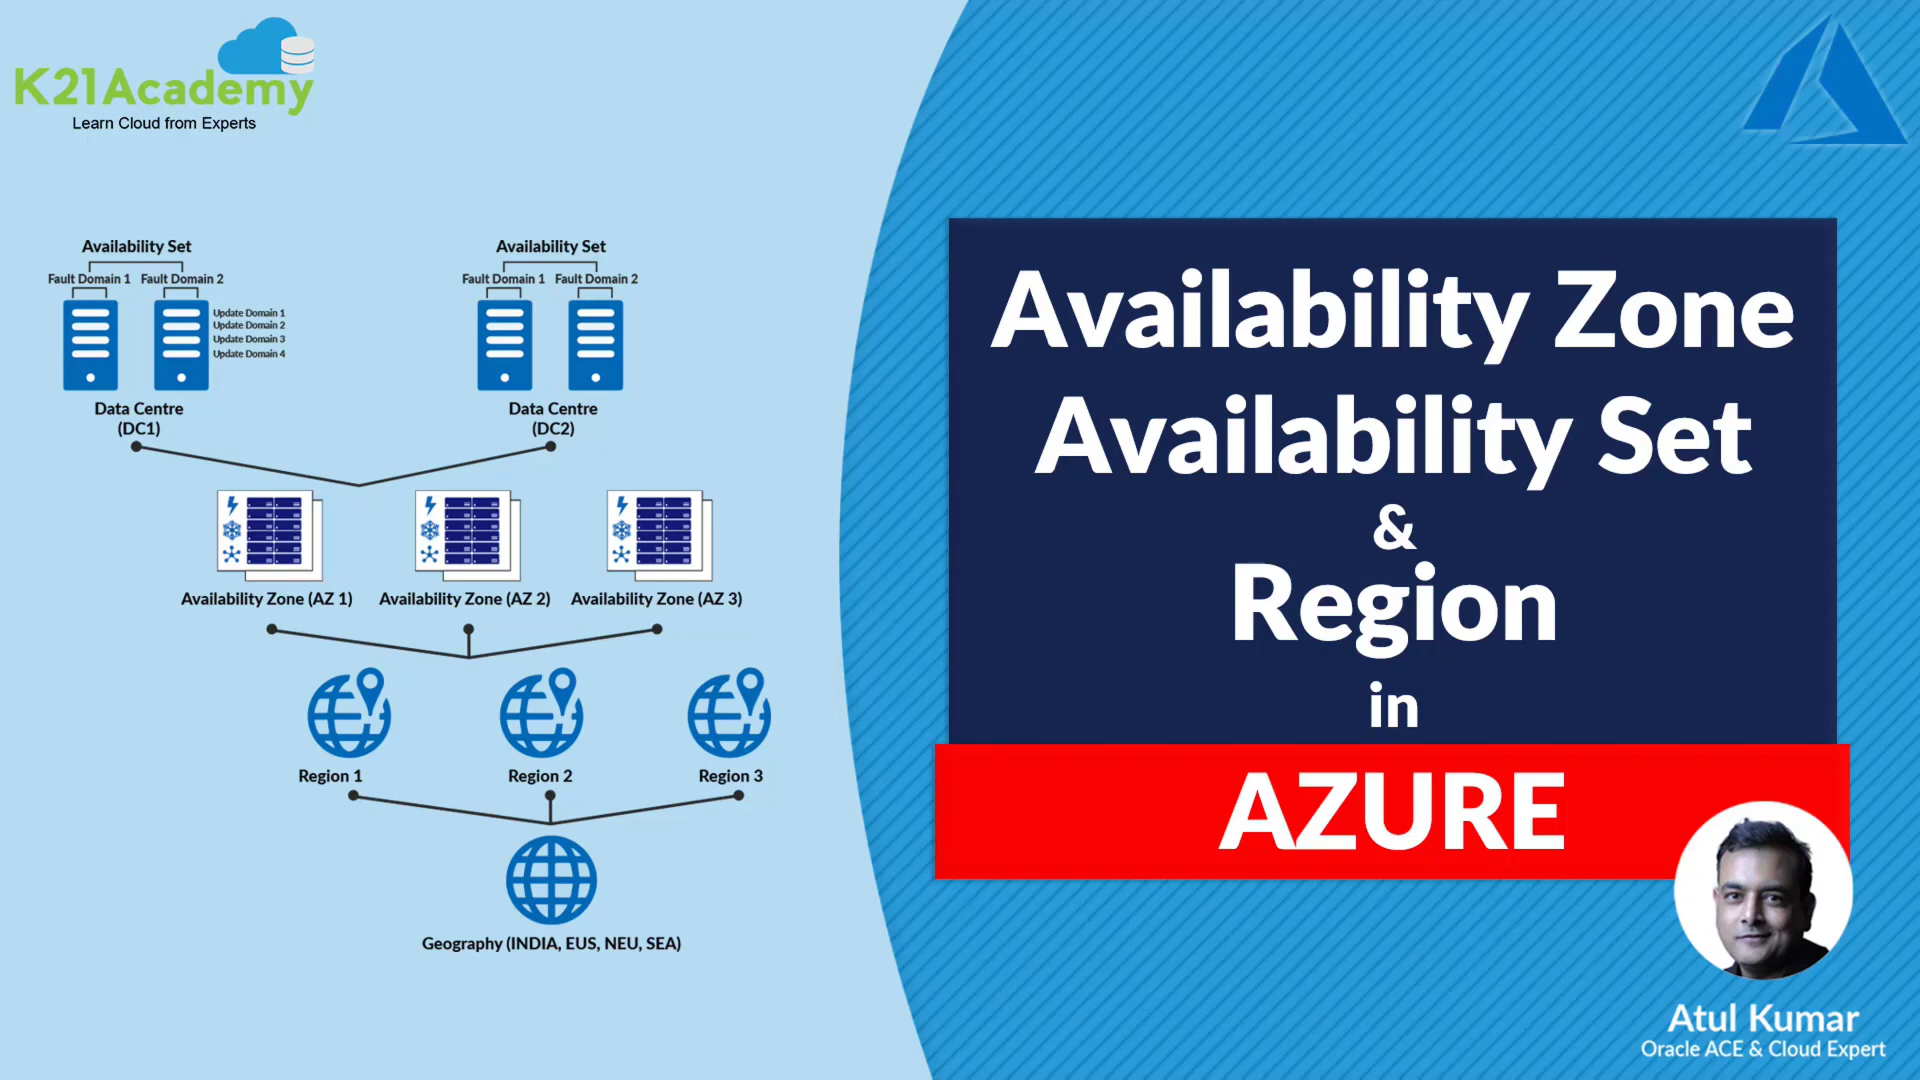 K21Academy
Learn Cloud from Experts
Availability Set
Fault Domain 1 Fault Domain 2
Update Domain 1
Update Domain 2
Update Domain 3
Update Domain 4
Data Centre
(DC1)
Availability Set
Fault Domain 1 Fault Domain 2
Data Centre
(DC2)
Availability Zone (AZ 1) Availability Zone (AZ 2) Availability Zone (AZ 3)
Region 1 Region 2 Region 3
Geography (INDIA, EUS, NEU, SEA)
Availability Zone
Availability Set
&
Region
in
AZURE
Atul Kumar
Oracle ACE & Cloud Expert